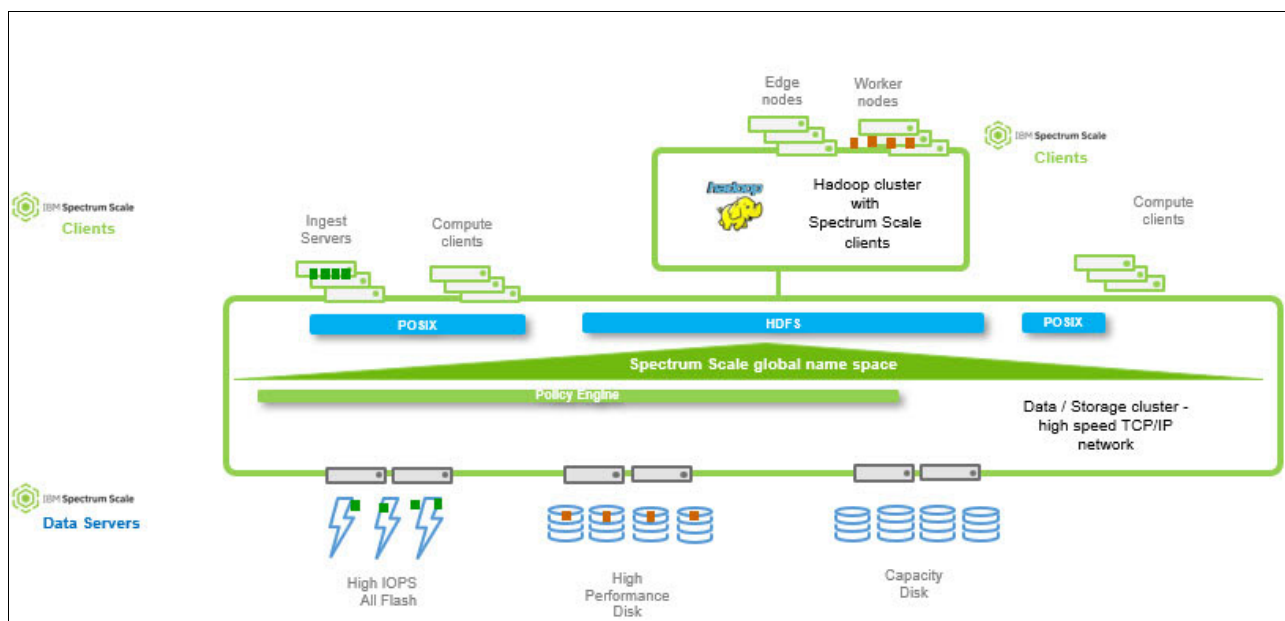 Edge
nodes
Worker
nodes
IBM Spectrum Scale
Clients
hadoop
Hadoop cluster
with
Spectrum Scale
clients
IBM Spectrum Scale
Clients
Ingest
Servers
Compute
clients
Compute
clients
POSIX
HDFS
POSIX
Spectrum Scale global name space
Policy Engine
Data / Storage cluster -
high speed TCP/IP
network
IBM Spectrum Scale
Data Servers
High IOPS
All Flash
High
Performance
Disk
Capacity
Disk